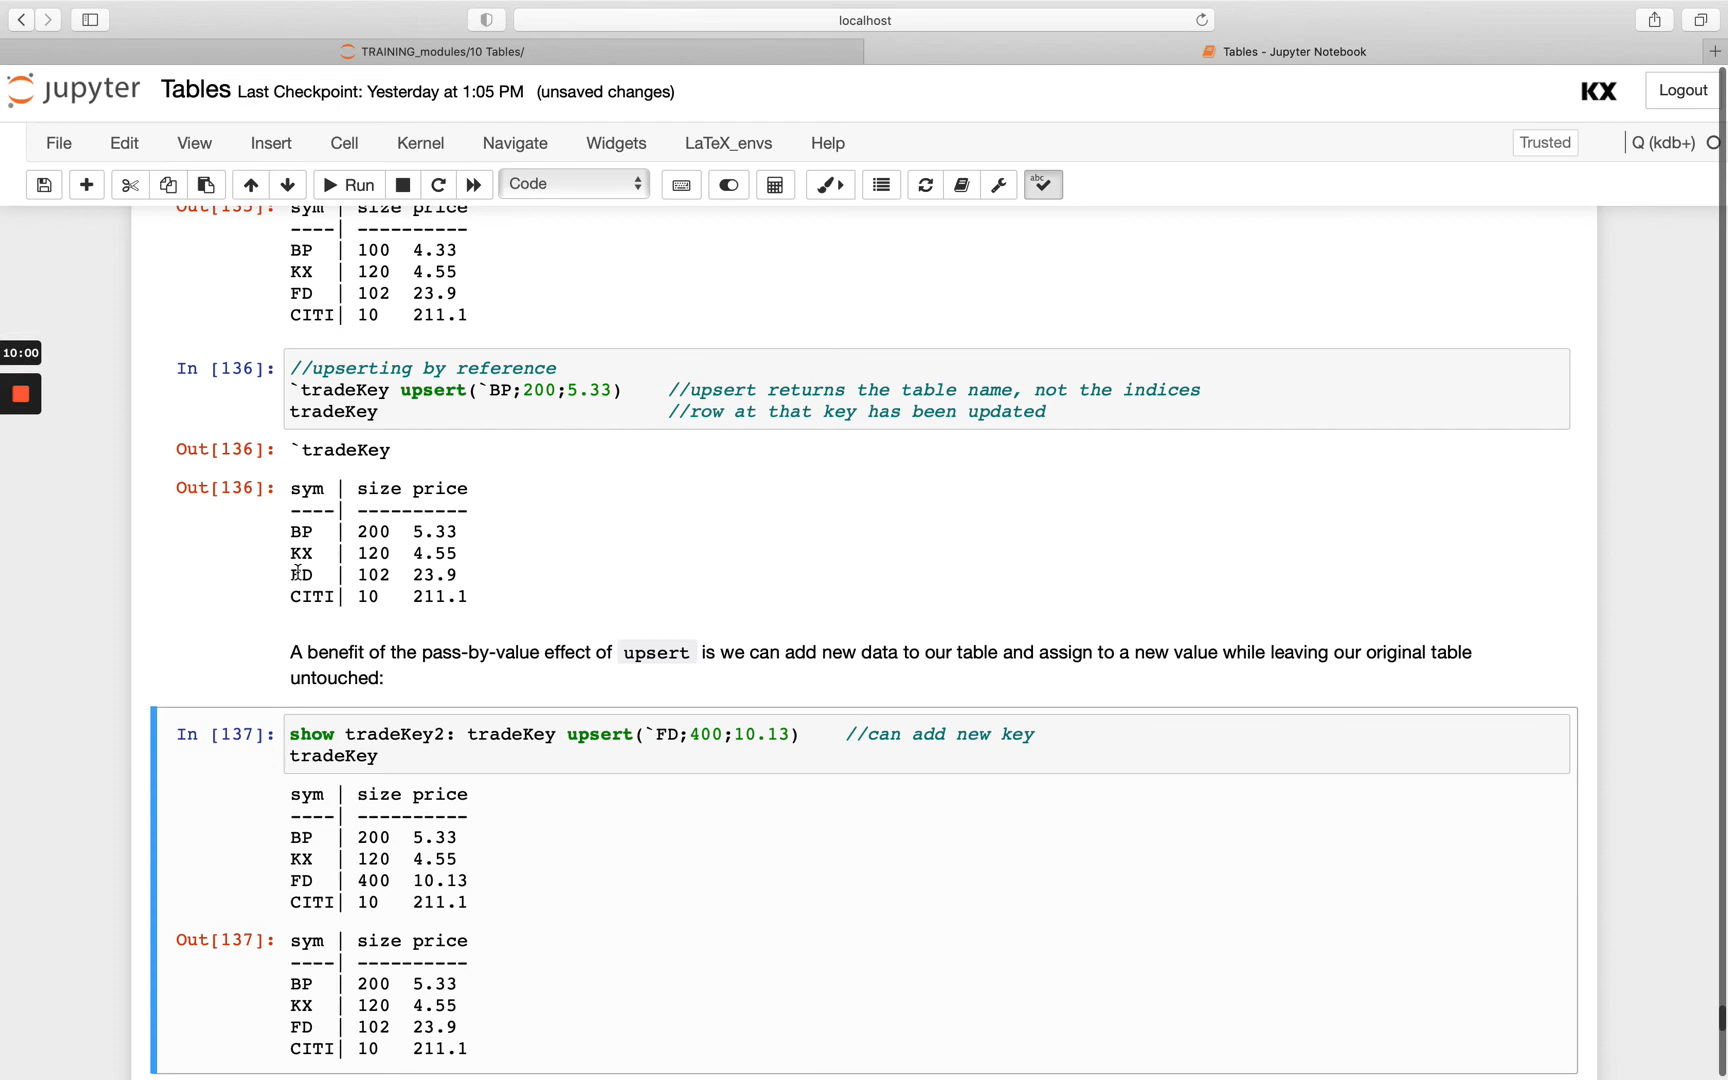 localhost
TRAINING_modules/10 Tables/
Tables - Jupyter Notebook
jupyter Tables Last Checkpoint: Yesterday at 1:05 PM (unsaved changes)
KX
Logout
File Edit View Insert Cell Kernel Navigate Widgets LaTeX_envs Help
Trusted
Q (kdb+)
Run
Code
abc
Out[135]: sym size price
----| ----------
BP | 100 4.33
KX | 120 4.55
FD | 102 23.9
CITI| 10 211.1
10:00
In [136]: //upserting by reference
`tradeKey upsert(`BP;200;5.33) //upsert returns the table name, not the indices
tradeKey //row at that key has been updated
Out[136]: `tradeKey
Out[136]: sym | size price
----| ----------
BP | 200 5.33
KX | 120 4.55
FD | 102 23.9
CITI| 10 211.1
A benefit of the pass-by-value effect of upsert is we can add new data to our table and assign to a new value while leaving our original table
untouched:
In [137]: show tradeKey2: tradeKey upsert(`FD;400;10.13) //can add new key
tradeKey
sym | size price
----| ----------
BP | 200 5.33
KX | 120 4.55
FD | 400 10.13
CITI| 10 211.1
Out[137]: sym | size price
----| ----------
BP | 200 5.33
KX | 120 4.55
FD | 102 23.9
CITI| 10 211.1